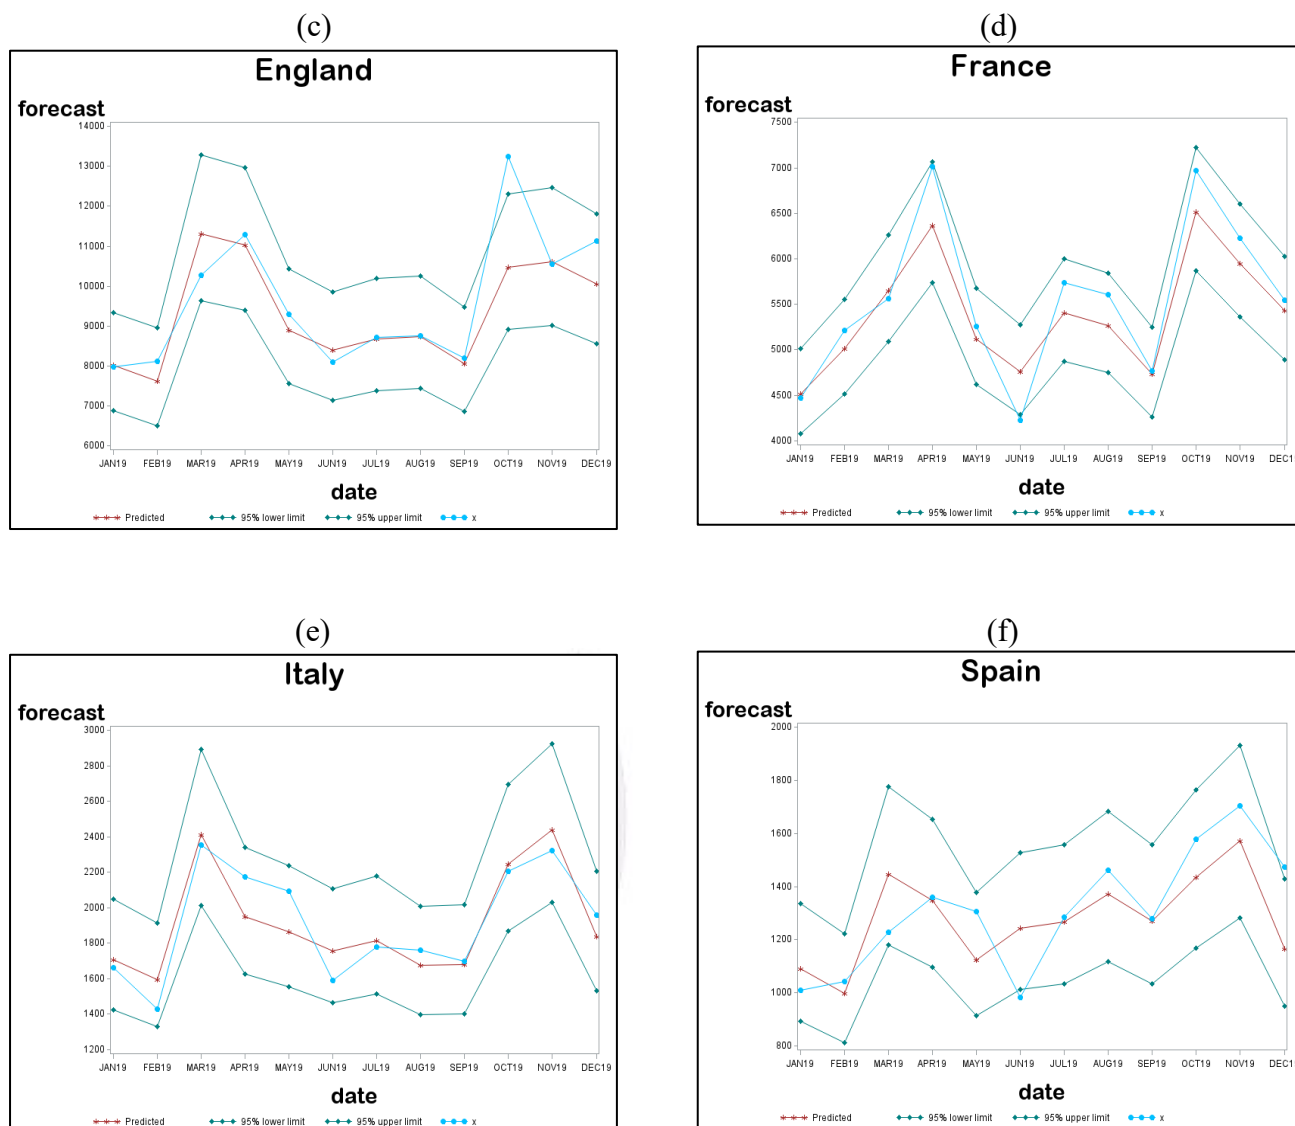 (c)
England
forecast
14000
13000
12000
11000
10000
9000
8000
7000
6000
JAN19 FEB19 MAR19 APR19 MAY19 JUN19 JUL19 AUG19 SEP19 OCT19 NOV19 DEC19
date
Predicted 95% lower limit 95% upper limit x
(d)
France
forecast
7500
7000
6500
6000
5500
5000
4500
4000
JAN19 FEB19 MAR19 APR19 MAY19 JUN19 JUL19 AUG19 SEP19 OCT19 NOV19 DEC1
date
Predicted 95% lower limit 95% upper limit x
(e)
Italy
forecast
3000
2800
2600
2400
2200
2000
1800
1600
1400
1200
JAN19 FEB19 MAR19 APR19 MAY19 JUN19 JUL19 AUG19 SEP19 OCT19 NOV19 DEC19
date
Predicted 95% lower limit 95% upper limit x
(f)
Spain
forecast
2000
1800
1600
1400
1200
1000
800
JAN19 FEB19 MAR19 APR19 MAY19 JUN19 JUL19 AUG19 SEP19 OCT19 NOV19 DEC1
date
Predicted 95% lower limit 95% upper limit x